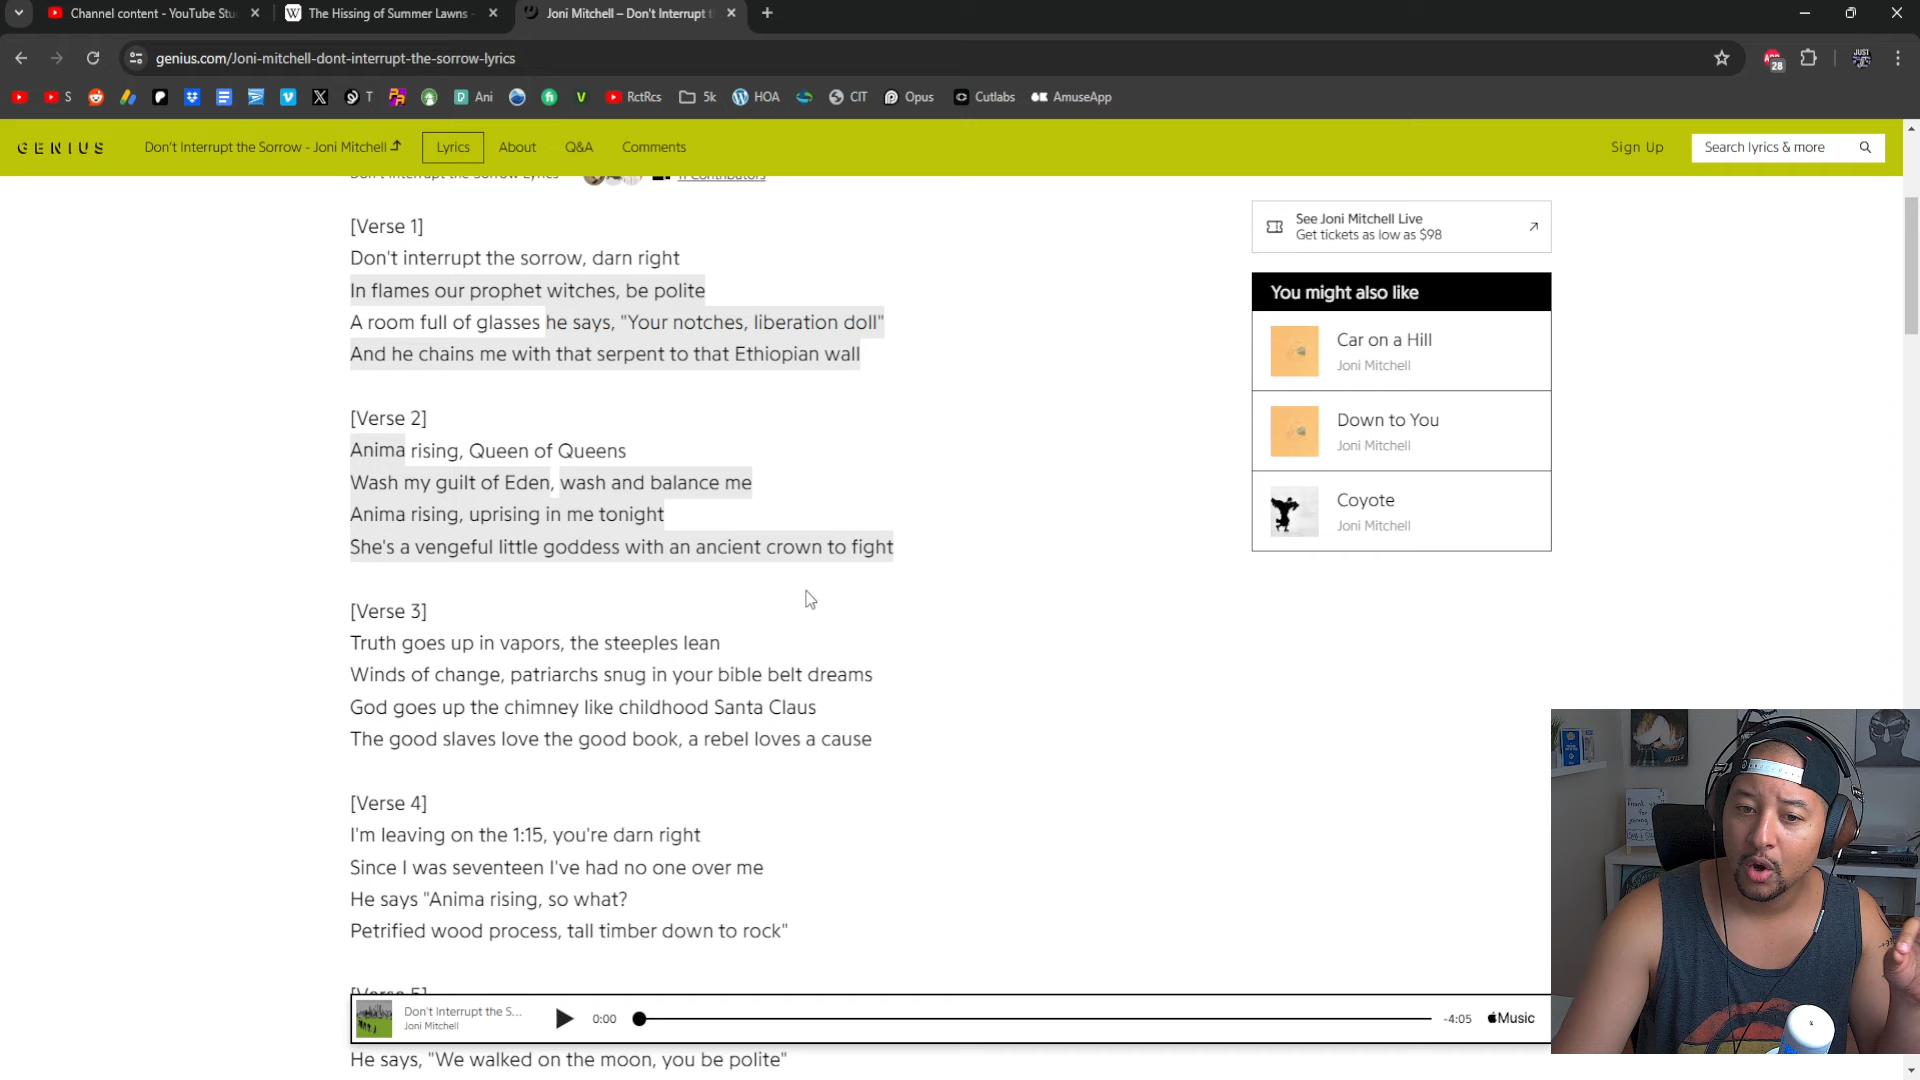 Channel content - YouTube Stu
The Hissing of Summer Lawns -
Joni Mitchell – Don't Interrupt t
genius.com/Joni-mitchell-dont-interrupt-the-sorrow-lyrics
28
S
T
Ani
RctRcs
5k
HOA
CIT
Opus
Cutlabs
AmuseApp
GENIUS
Don't Interrupt the Sorrow - Joni Mitchell
Lyrics
About
Q&A
Comments
Sign Up
Search lyrics & more
Don't Interrupt the Sorrow Lyrics
11 Contributors
[Verse 1]
Don't interrupt the sorrow, darn right
In flames our prophet witches, be polite
A room full of glasses he says, "Your notches, liberation doll"
And he chains me with that serpent to that Ethiopian wall
[Verse 2]
Anima rising, Queen of Queens
Wash my guilt of Eden, wash and balance me
Anima rising, uprising in me tonight
She's a vengeful little goddess with an ancient crown to fight
[Verse 3]
Truth goes up in vapors, the steeples lean
Winds of change, patriarchs snug in your bible belt dreams
God goes up the chimney like childhood Santa Claus
The good slaves love the good book, a rebel loves a cause
[Verse 4]
I'm leaving on the 1:15, you're darn right
Since I was seventeen I've had no one over me
He says "Anima rising, so what?
Petrified wood process, tall timber down to rock"
[Verse 5]
He says, "We walked on the moon, you be polite"
See Joni Mitchell Live
Get tickets as low as $98
You might also like
Car on a Hill
Joni Mitchell
Down to You
Joni Mitchell
Coyote
Joni Mitchell
Don't Interrupt the S...
Joni Mitchell
0:00
-4:05
Music